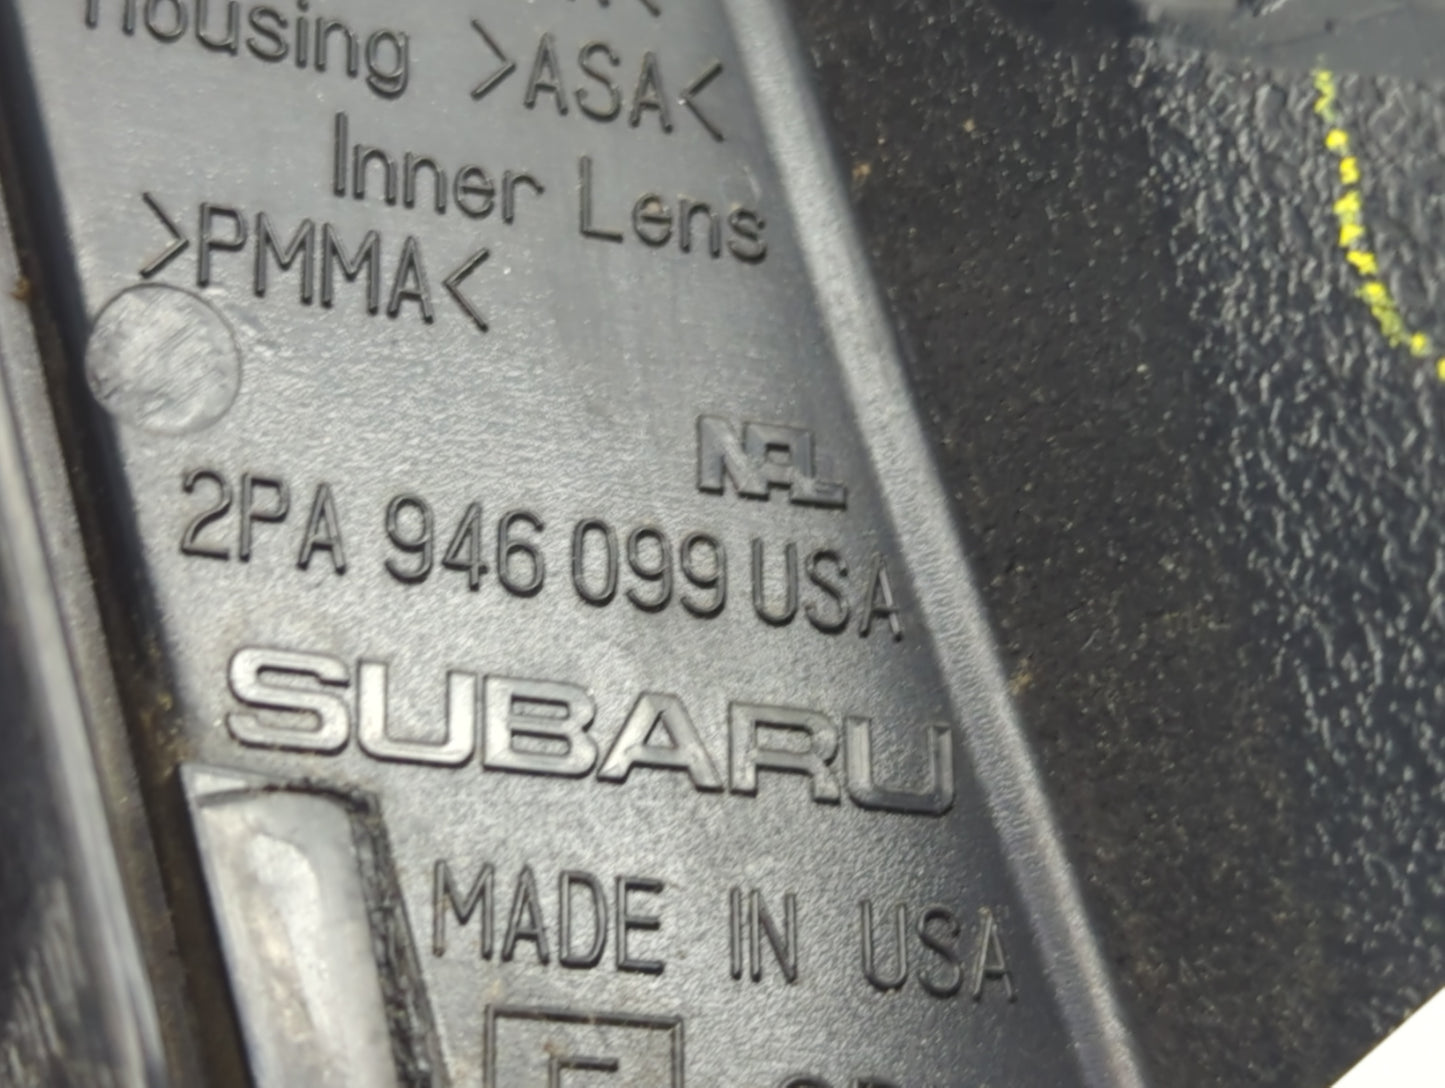 Housing >ASA<
Inner Lens
>PMMA<
NAL
2PA 946 099 USA
SUBARU
MADE IN USA